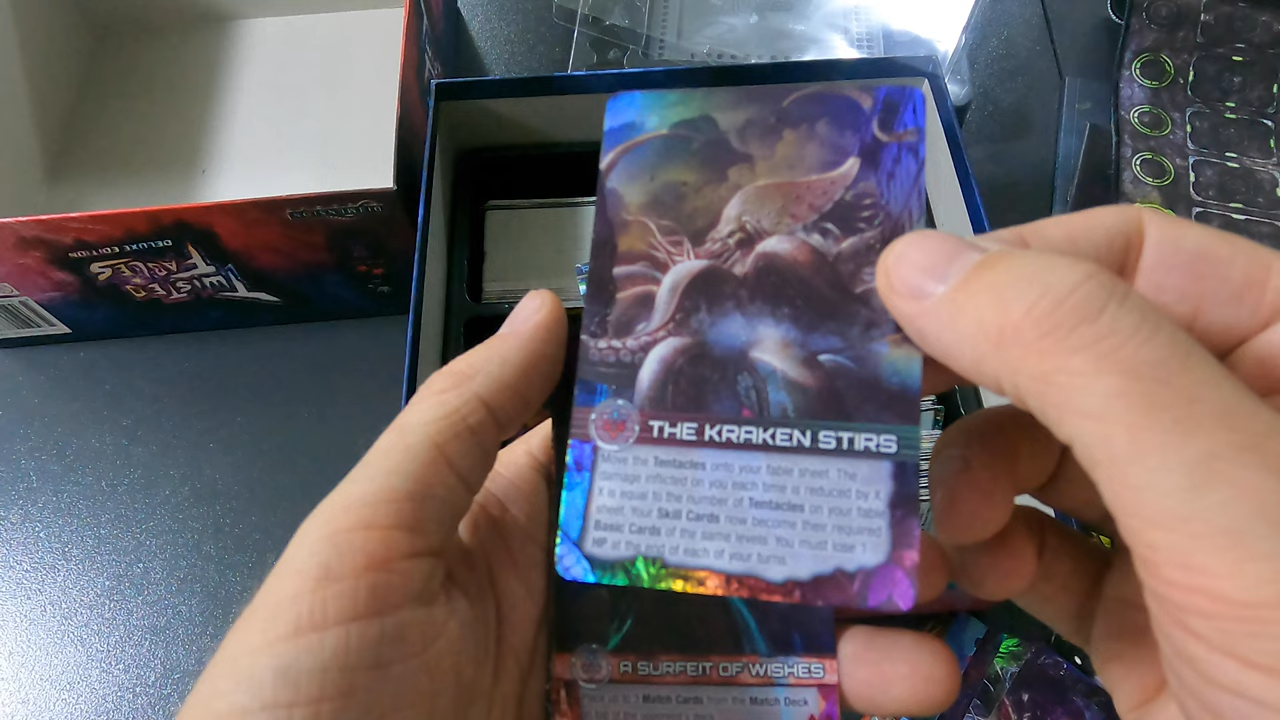 DELUXE EDITION
TWISTED
FABLES
THE KRAKEN STIRS
Move the Tentacles onto your fable sheet. The
damage inflicted on you each time is reduced by X.
X is equal to the number of Tentacles on your fable
sheet. Your Skill Cards now become their required
Basic Cards of the same levels. You must lose 1
HP at the end of each of your turns.
A SURFEIT OF WISHES
up to 3 Match Cards from the Match Deck